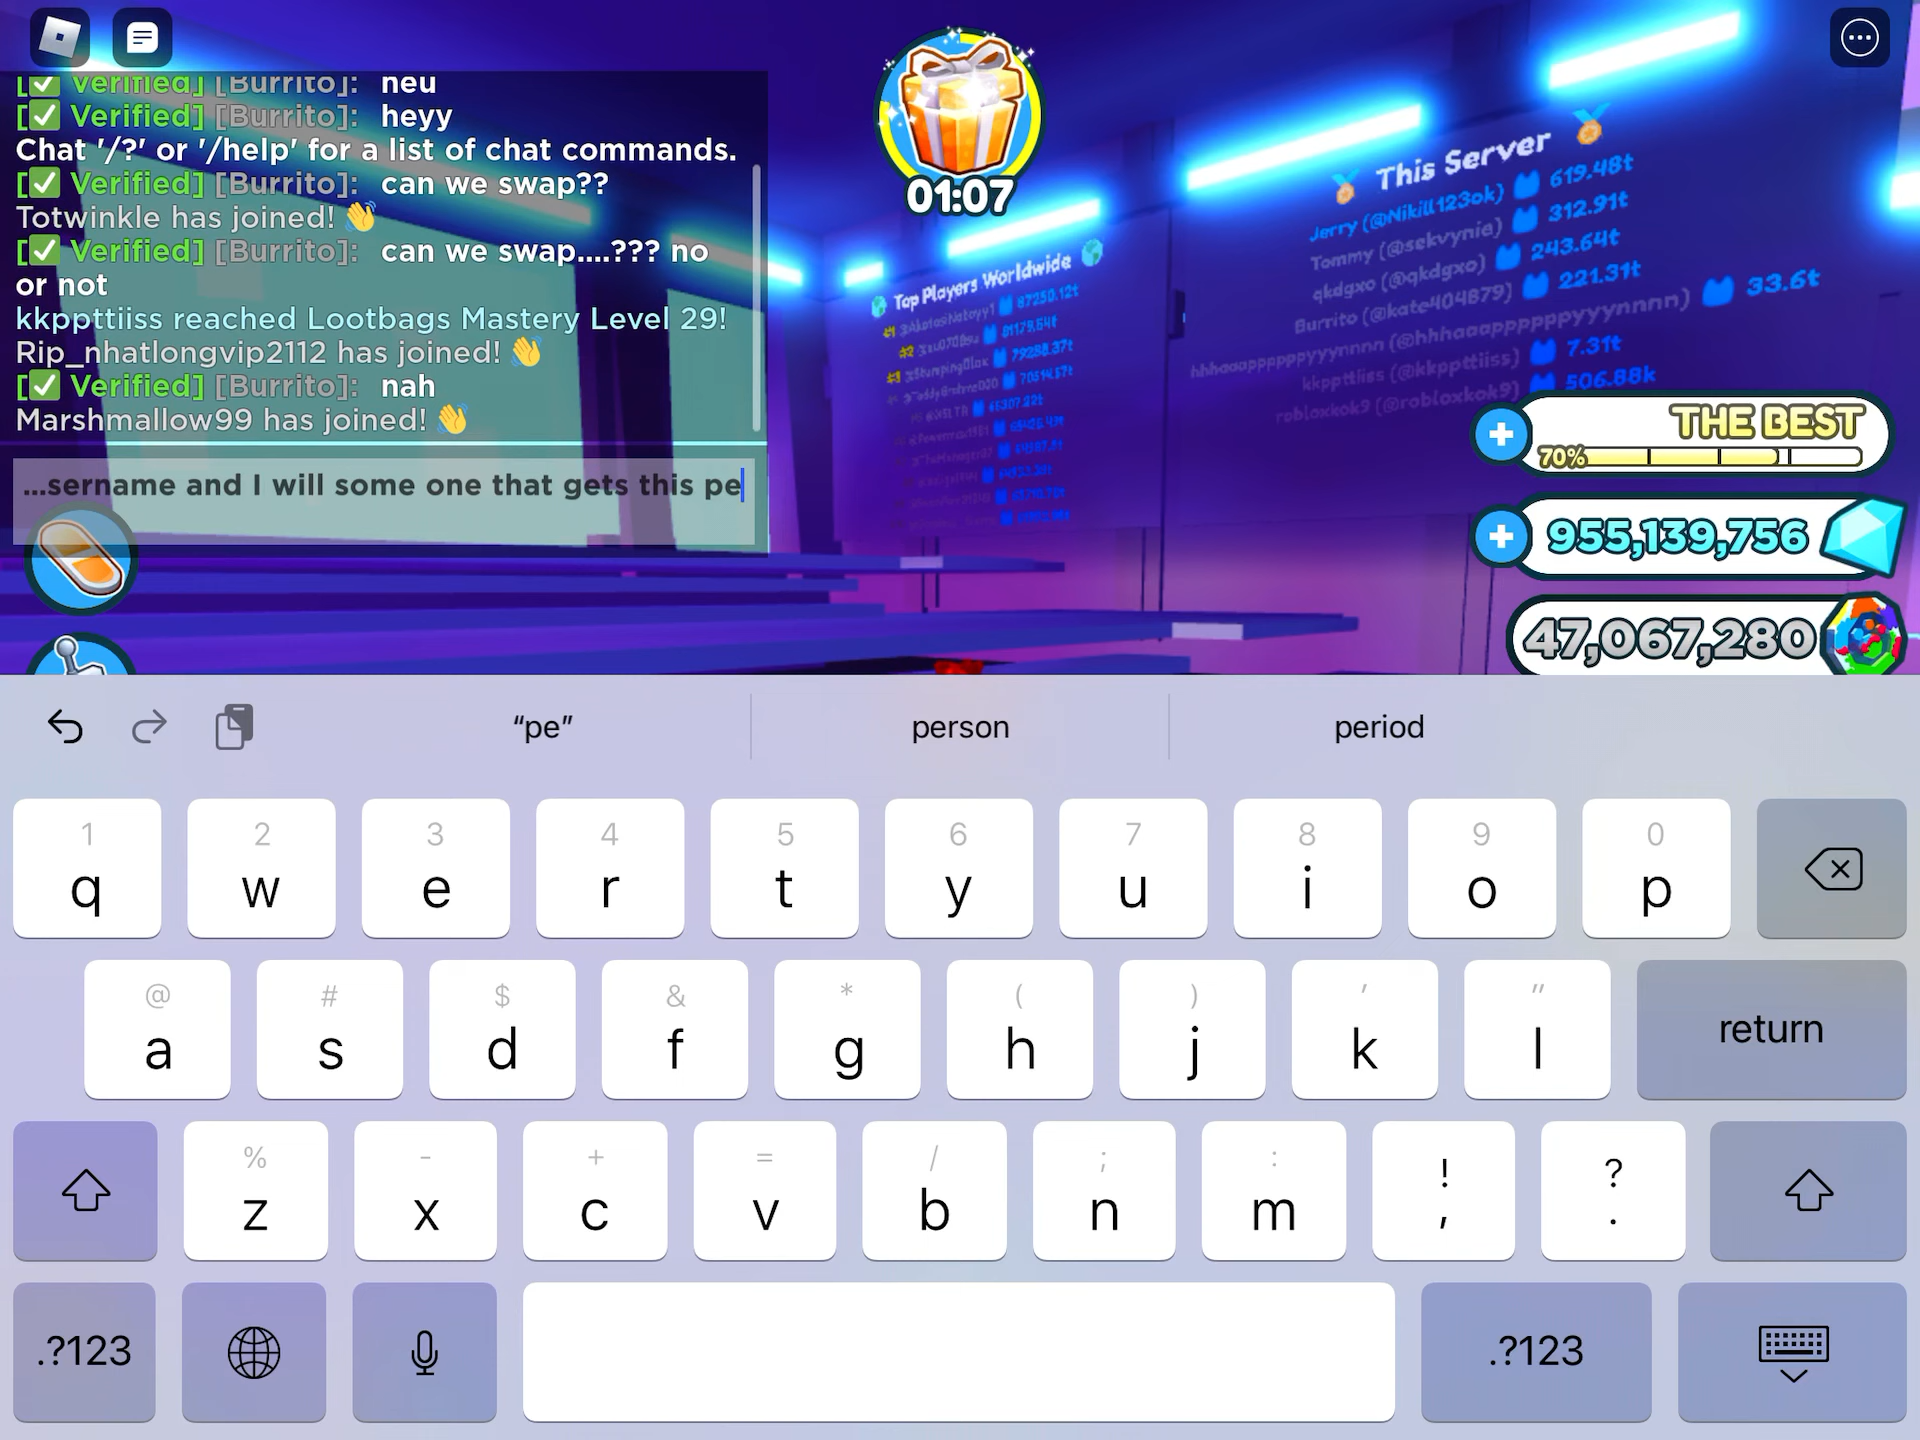 [✅ Verified] [Burrito]: neu
[✅ Verified] [Burrito]: heyy
Chat '/?' or '/help' for a list of chat commands.
[✅ Verified] [Burrito]: can we swap??
Totwinkle has joined! 👋
[✅ Verified] [Burrito]: can we swap....??? no
or not
kkppttiiss reached Lootbags Mastery Level 29!
Rip_nhatlongvip2112 has joined! 👋
[✅ Verified] [Burrito]: nah
Marshmallow99 has joined! 👋
...sername and I will some one that gets this pe
01:07
Top Players Worldwide
This Server
Jerry (@Nikill123ok) 619.48t
Tommy (@sekvynia) 312.91t
qkdgxo (@qkdgxo) 243.64t
Burrito (@kate404879) 221.31t
33.6t
kkppttiiss (@kkppttiiss) 7.31t
robloxkok9 (@robloxkok9) 506.88k
THE BEST
70%
955,139,756
47,067,280
“pe” person period
1 2 3 4 5 6 7 8 9 0
q w e r t y u i o p
@ # $ & * ( ) ' "
a s d f g h j k l return
% - + = / ; : ! ?
z x c v b n m , .
.?123 .?123